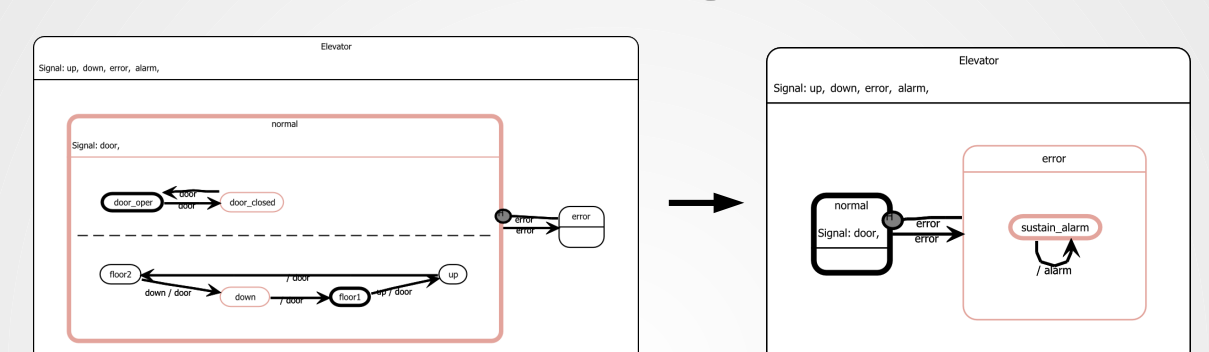 Elevator
Signal: up, down, error, alarm,
normal
Signal: door,
door_oper
door
door
door_closed
H
error
error
error
floor2
/ door
up
down / door
down
/ door
floor1
up / door
Elevator
Signal: up, down, error, alarm,
error
normal
Signal: door,
H
error
error
sustain_alarm
/ alarm